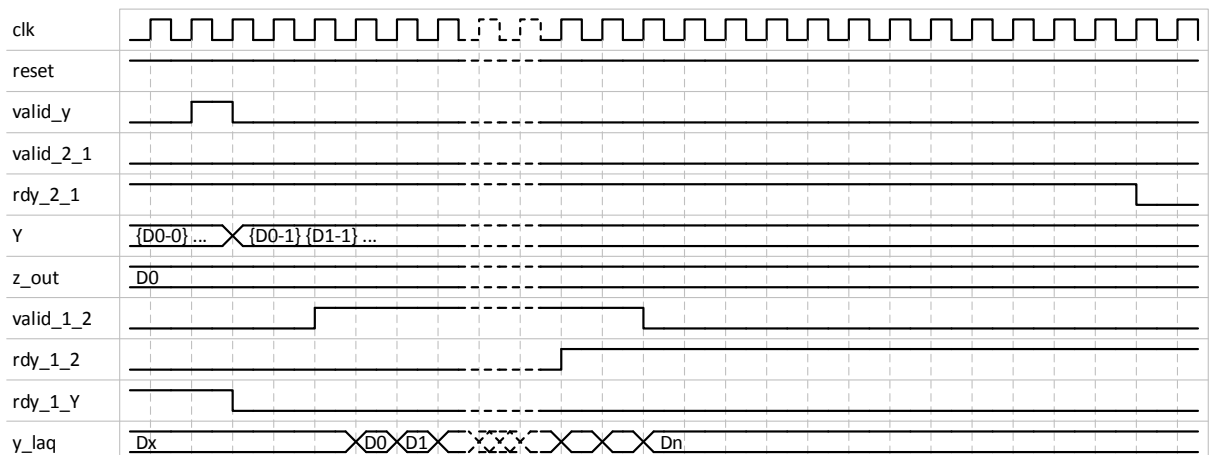 clk
reset
valid_y
valid_2_1
rdy_2_1
Y {D0-0} ... {D0-1} {D1-1} ...
z_out D0
valid_1_2
rdy_1_2
rdy_1_Y
y_laq Dx D0 D1 Dn